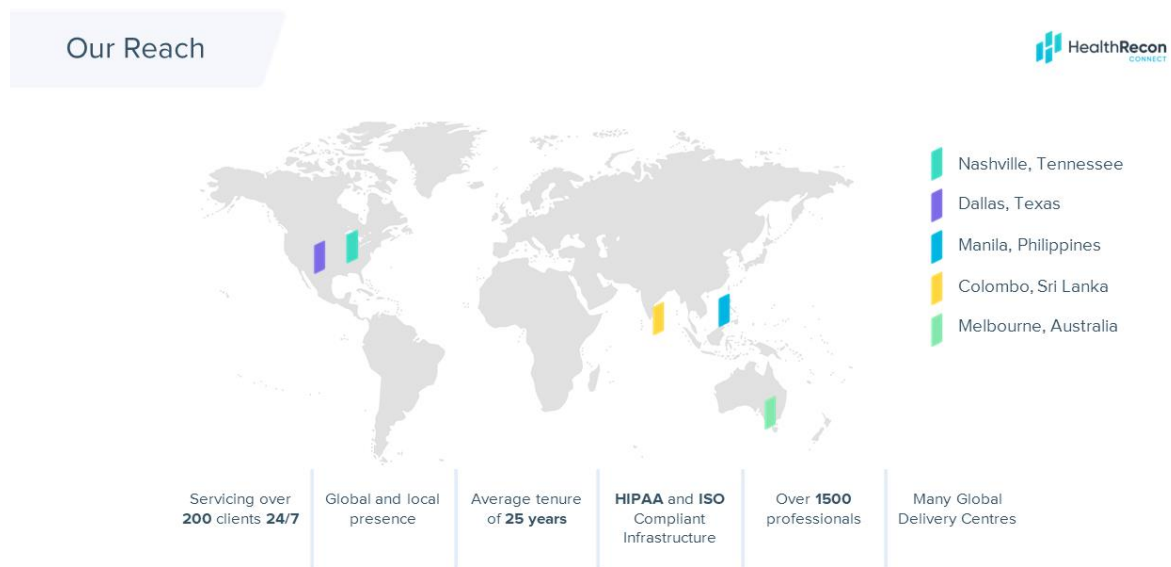 Our Reach
HealthRecon
CONNECT
Nashville, Tennessee
Dallas, Texas
Manila, Philippines
Colombo, Sri Lanka
Melbourne, Australia
Servicing over
200 clients 24/7
Global and local
presence
Average tenure
of 25 years
HIPAA and ISO
Compliant
Infrastructure
Over 1500
professionals
Many Global
Delivery Centres